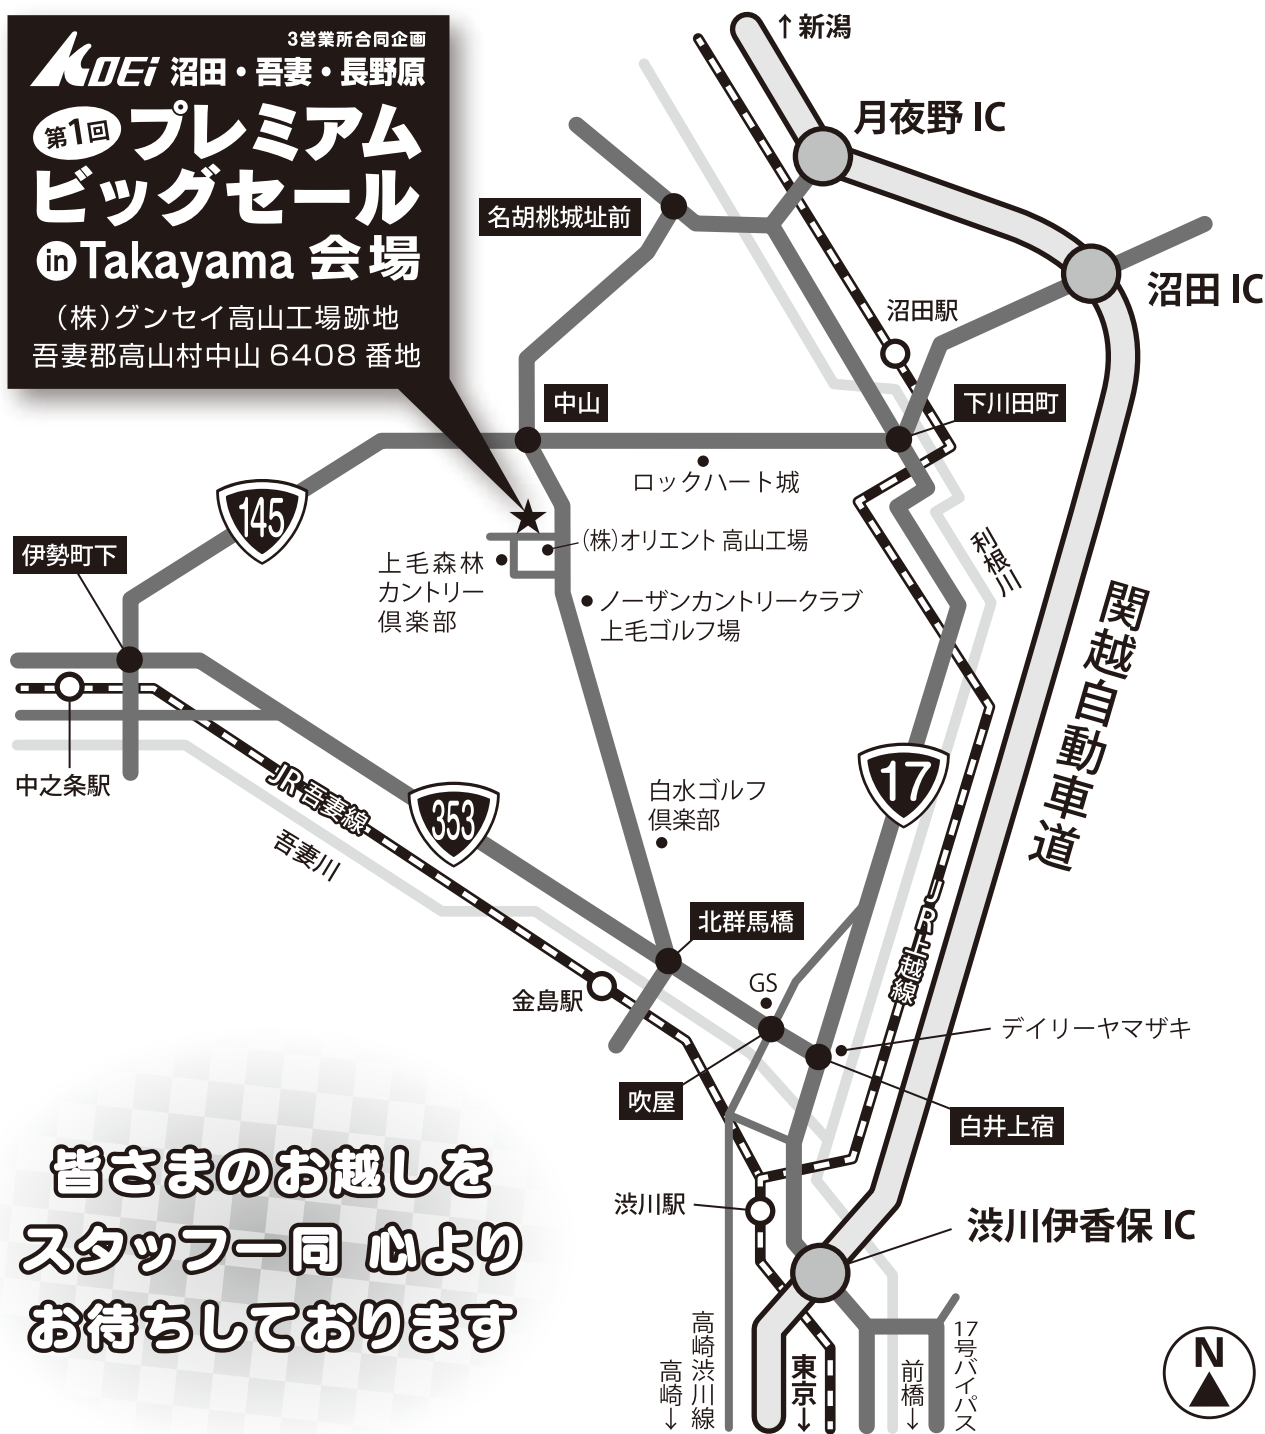 3営業所合同企画
KOEi 沼田・吾妻・長野原
第1回 プレミアム
ビッグセール
in Takayama 会場
（株）グンセイ高山工場跡地
吾妻郡高山村中山 6408 番地
↑新潟
月夜野 IC
名胡桃城址前
沼田 IC
沼田駅
中山
下川田町
ロックハート城
145
(株)オリエント 高山工場
伊勢町下
上毛森林
カントリー
倶楽部
利根川
ノーザンカントリークラブ
上毛ゴルフ場
関越自動車道
中之条駅
JR吾妻線
353
吾妻川
白水ゴルフ
倶楽部
17
北群馬橋
JR上越線
GS
金島駅
デイリーヤマザキ
吹屋
白井上宿
渋川駅
渋川伊香保 IC
皆さまのお越しを
スタッフ一同 心より
お待ちしております
高崎渋川線
高崎→
東京→
前橋→
17号バイパス
N